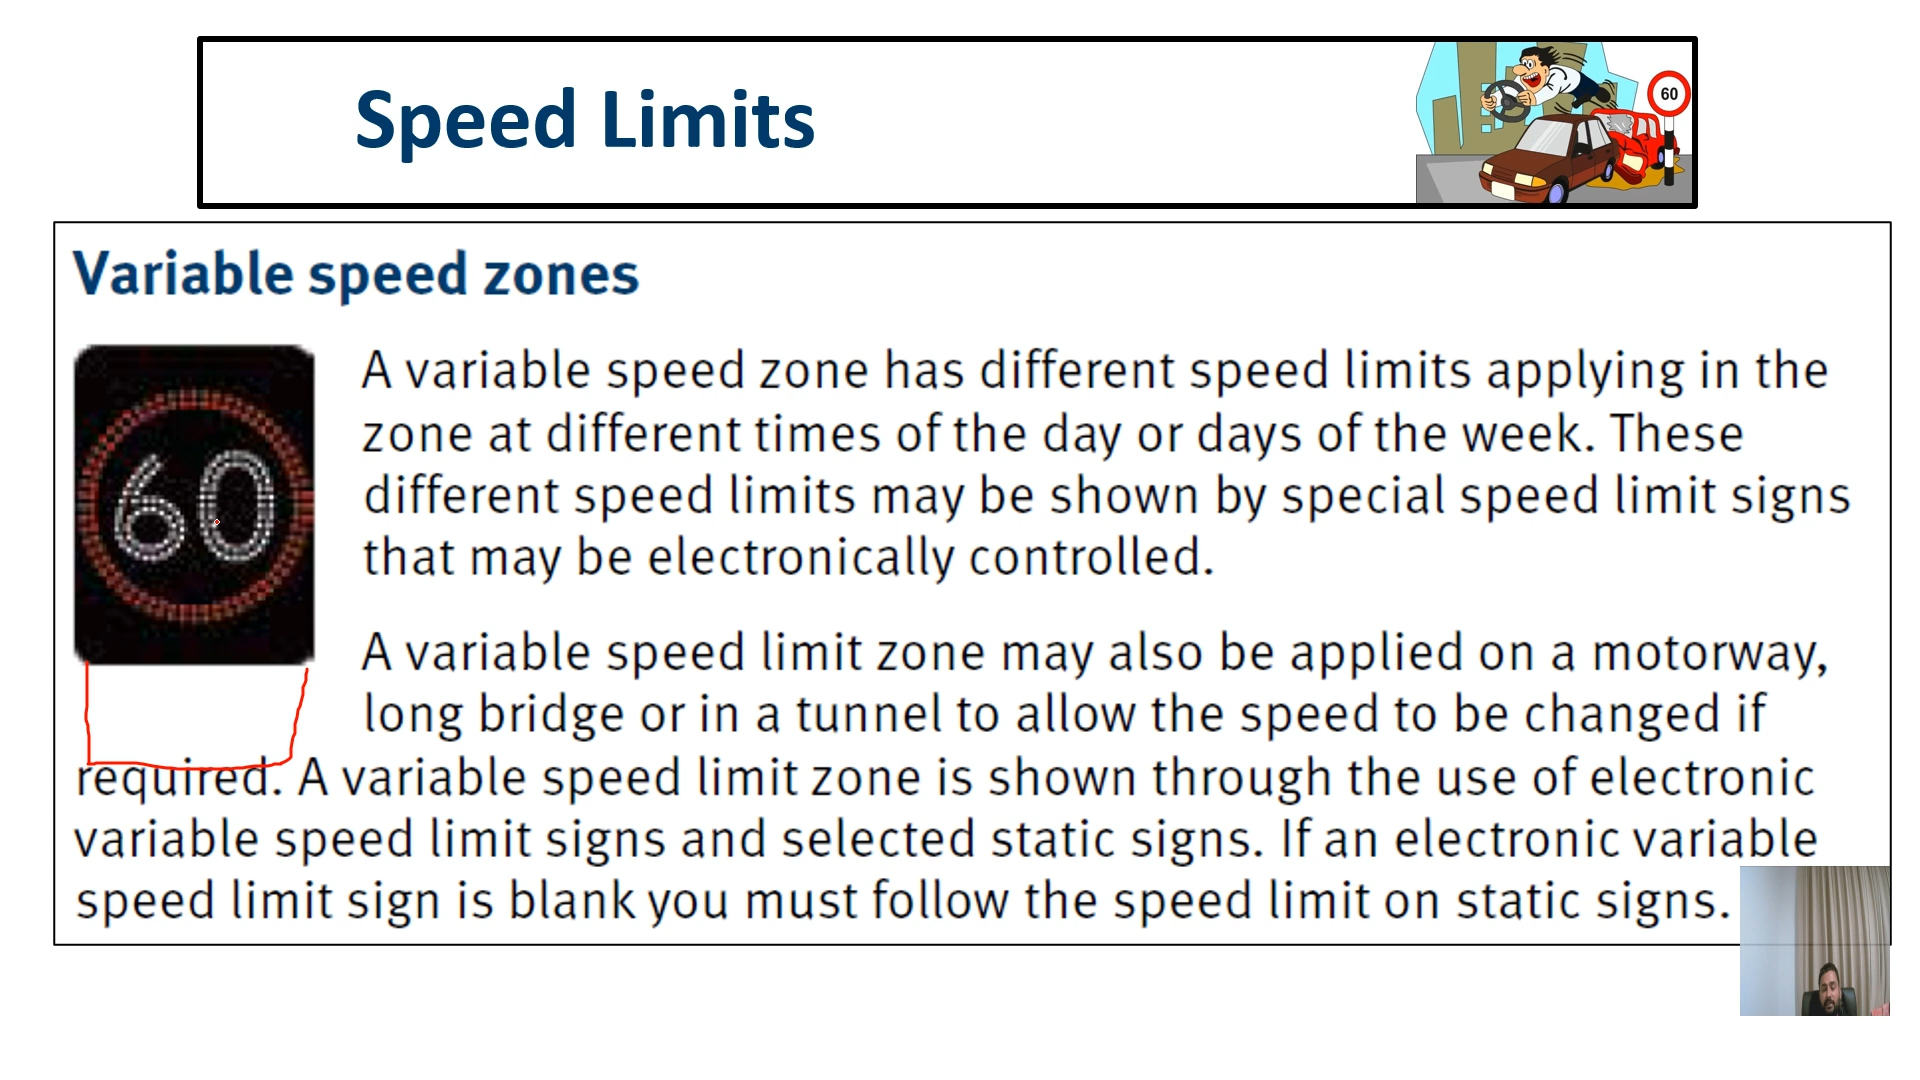 Speed Limits
60
Variable speed zones
60
A variable speed zone has different speed limits applying in the
zone at different times of the day or days of the week. These
different speed limits may be shown by special speed limit signs
that may be electronically controlled.
A variable speed limit zone may also be applied on a motorway,
long bridge or in a tunnel to allow the speed to be changed if
required. A variable speed limit zone is shown through the use of electronic
variable speed limit signs and selected static signs. If an electronic variable
speed limit sign is blank you must follow the speed limit on static signs.